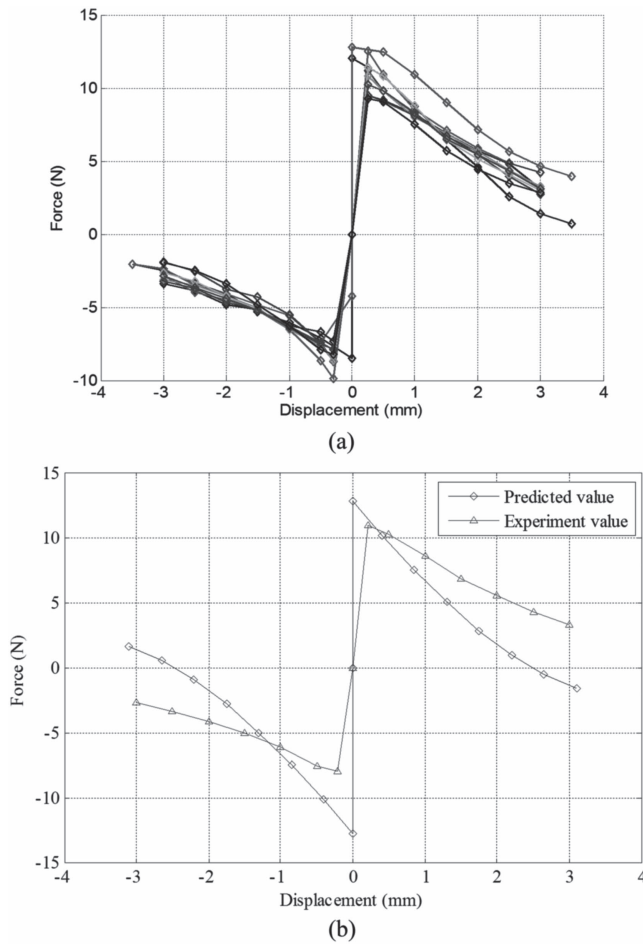 15
10
5
0
-5
-10
Force (N)
-4 -3 -2 -1 0 1 2 3 4
Displacement (mm)
(a)
15
10
5
0
-5
-10
-15
Force (N)
Predicted value
Experiment value
-4 -3 -2 -1 0 1 2 3 4
Displacement (mm)
(b)